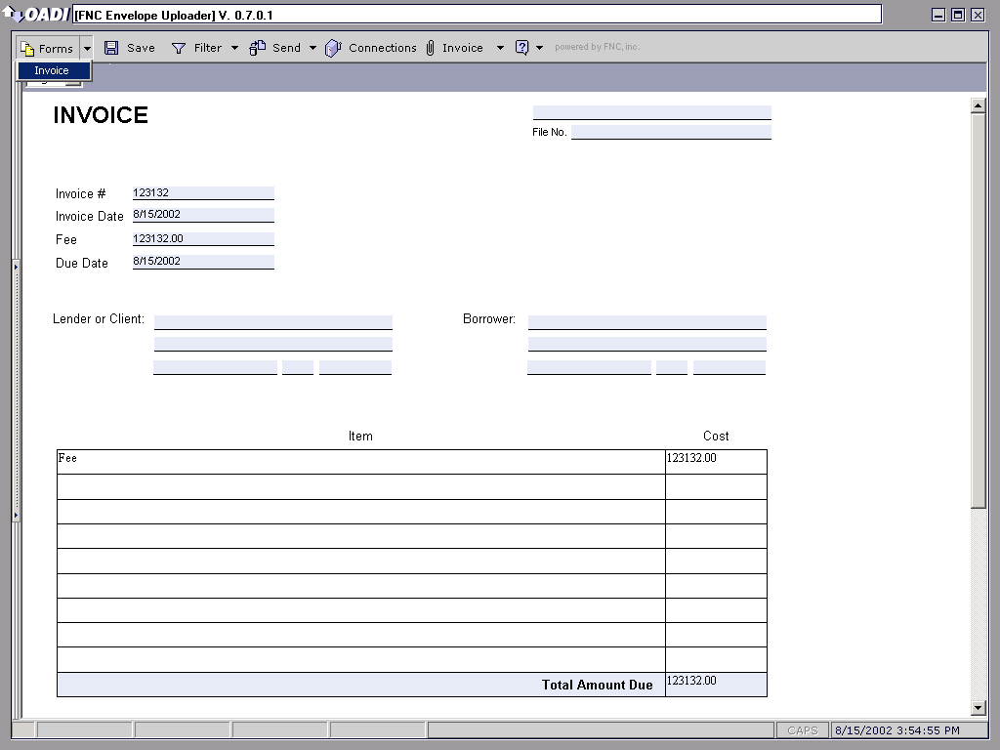 OADI [FNC Envelope Uploader] V. 0.7.0.1
Forms Save Filter Send Connections Invoice ? powered by FNC, inc.
Invoice
INVOICE
File No.
Invoice # 123132
Invoice Date 8/15/2002
Fee 123132.00
Due Date 8/15/2002
Lender or Client: Borrower:
Item Cost
Fee 123132.00
Total Amount Due 123132.00
CAPS 8/15/2002 3:54:55 PM